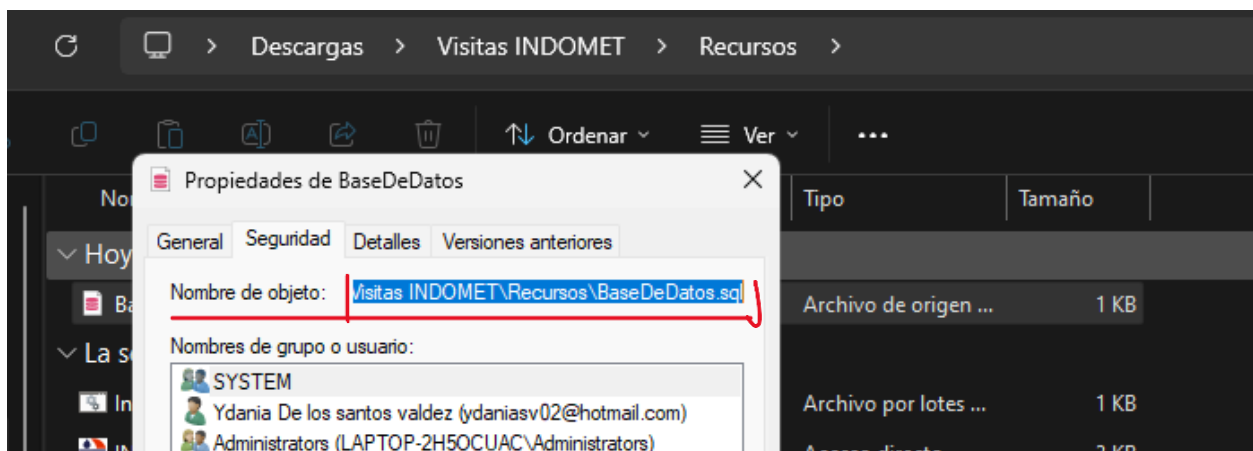 Descargas > Visitas INDOMET > Recursos >
Ordenar Ver ...
Propiedades de BaseDeDatos
Tipo Tamaño
General Seguridad Detalles Versiones anteriores
Hoy
Nombre de objeto: Visitas INDOMET\Recursos\BaseDeDatos.sql
Archivo de origen ... 1 KB
Nombres de grupo o usuario:
La s
SYSTEM
In
Ydania De los santos valdez (ydaniasv02@hotmail.com)
Archivo por lotes ... 1 KB
Administrators (LAPTOP-2H5OCUAC\Administrators)